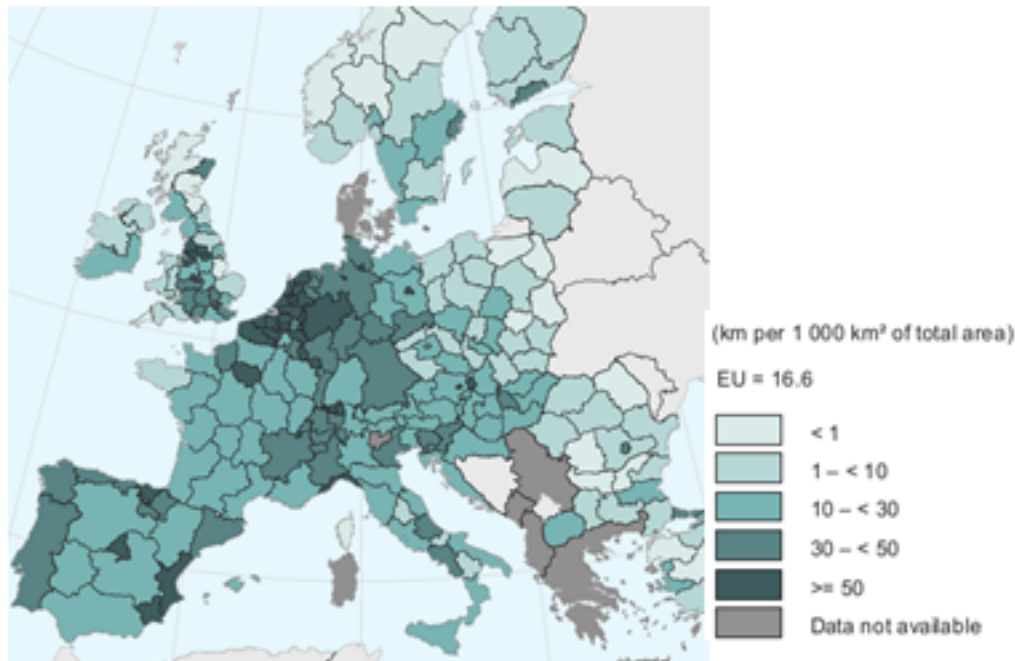 (km per 1 000 km² of total area)
EU = 16.6
< 1
1 – < 10
10 – < 30
30 – < 50
>= 50
Data not available